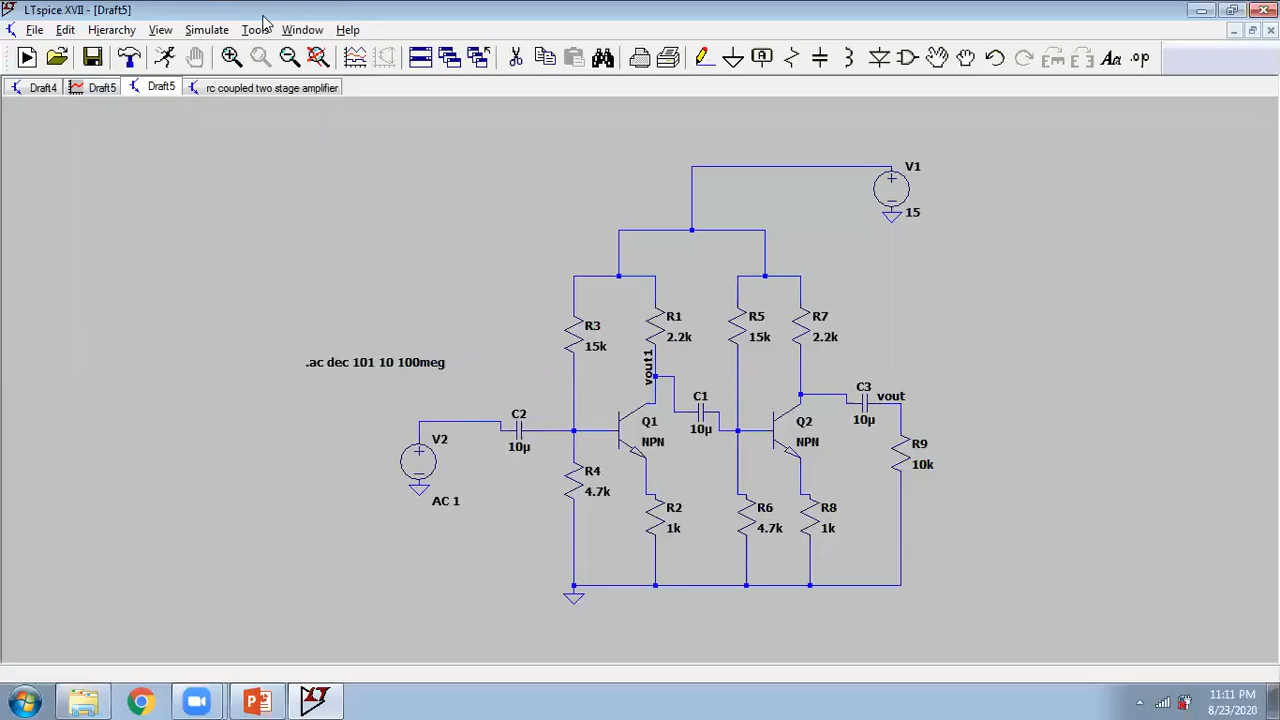 LTspice XVII - [Draft5]
File Edit Hierarchy View Simulate Tools Window Help
Aa .op
Draft4 Draft5 Draft5 rc coupled two stage amplifier
V1
15
R3
15k
R1
2.2k
R5
15k
R7
2.2k
.ac dec 101 10 100meg
vout1
C1
10µ
C3
10µ
vout
C2
10µ
Q1
NPN
Q2
NPN
V2
AC 1
R9
10k
R4
4.7k
R2
1k
R6
4.7k
R8
1k
11:11 PM
8/23/2020